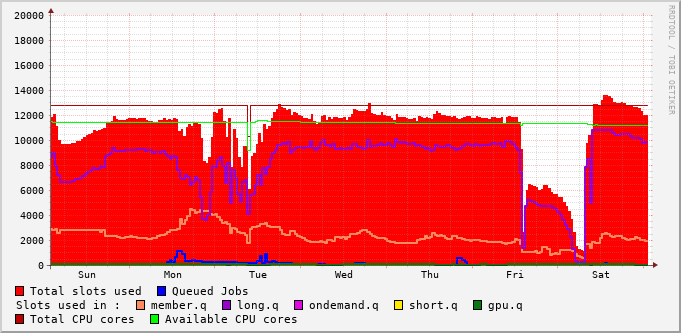 20000
18000
16000
14000
12000
10000
8000
6000
4000
2000
0
Sun Mon Tue Wed Thu Fri Sat
RRDTOOL / TOBI OETIKER
Total slots used Queued Jobs
Slots used in : member.q long.q ondemand.q short.q gpu.q
Total CPU cores Available CPU cores